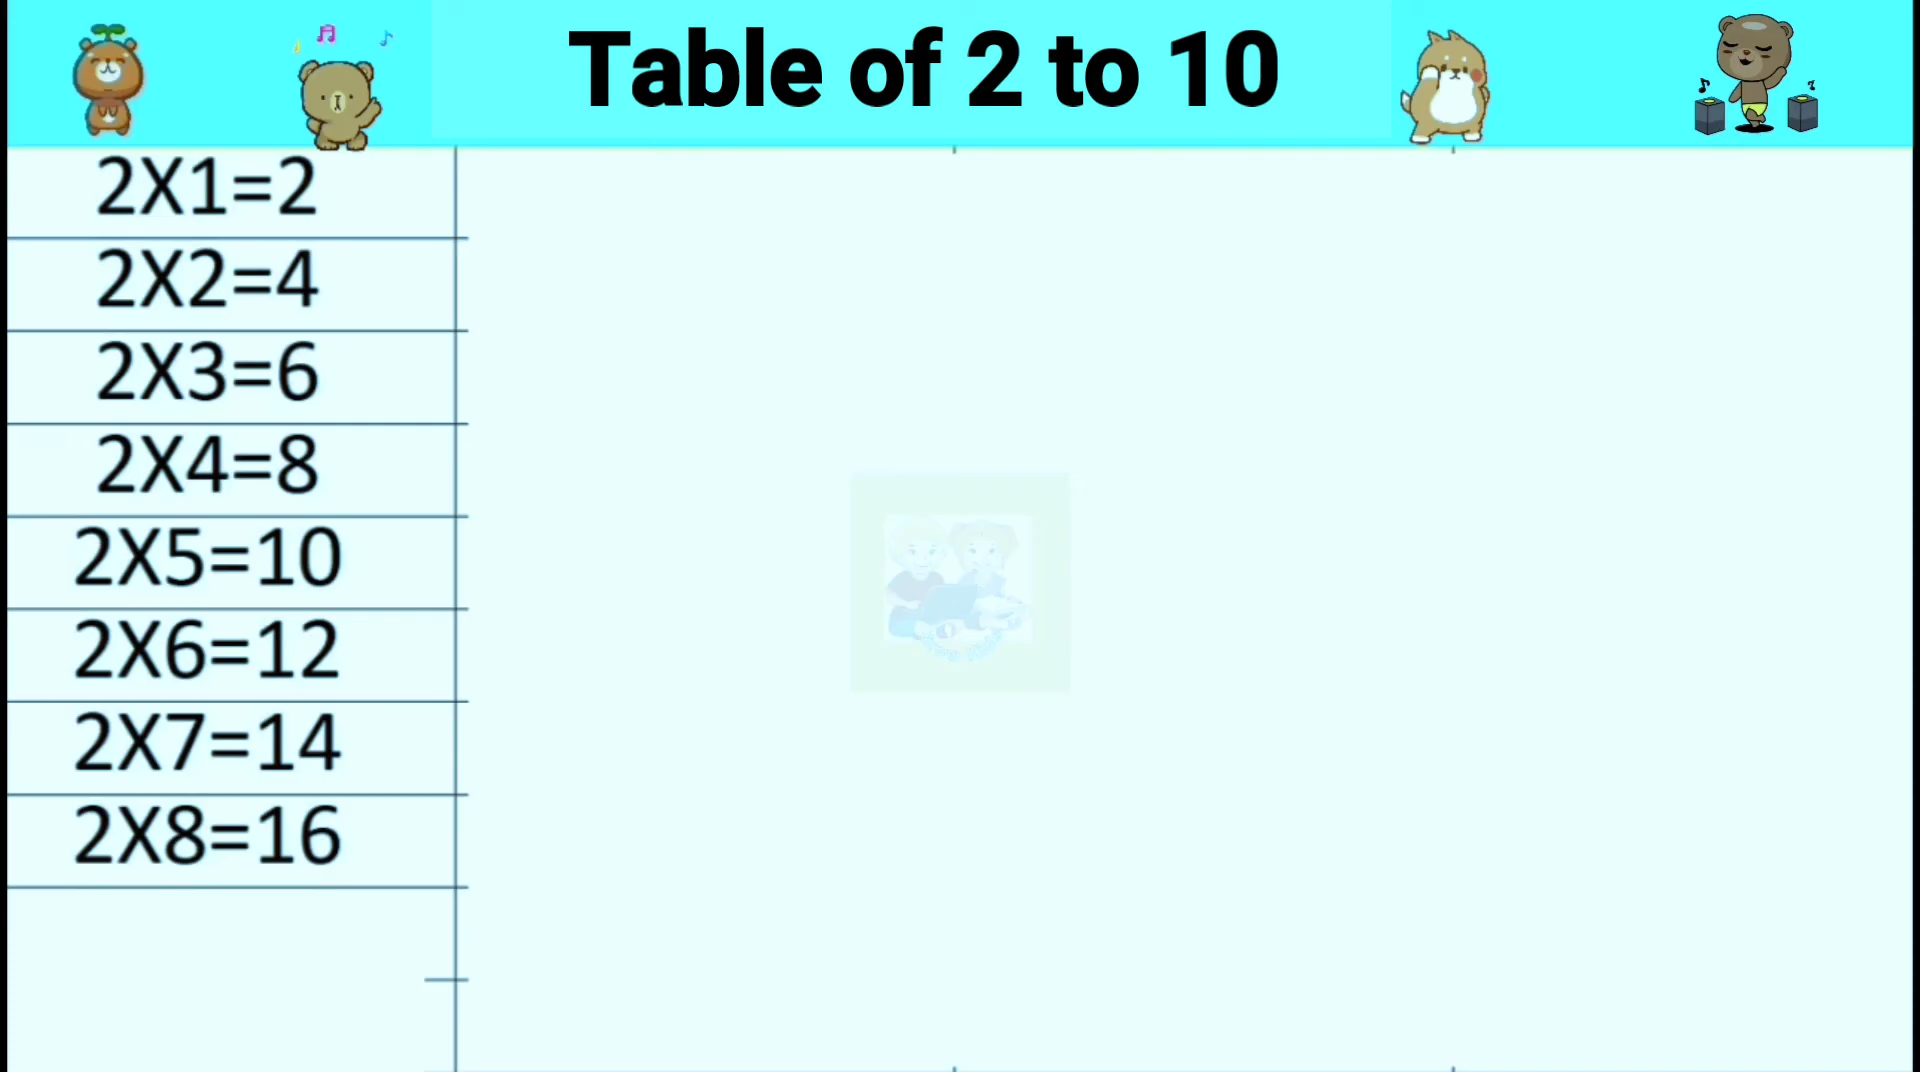 Table of 2 to 10
2X1=2
2X2=4
2X3=6
2X4=8
2X5=10
2X6=12
2X7=14
2X8=16